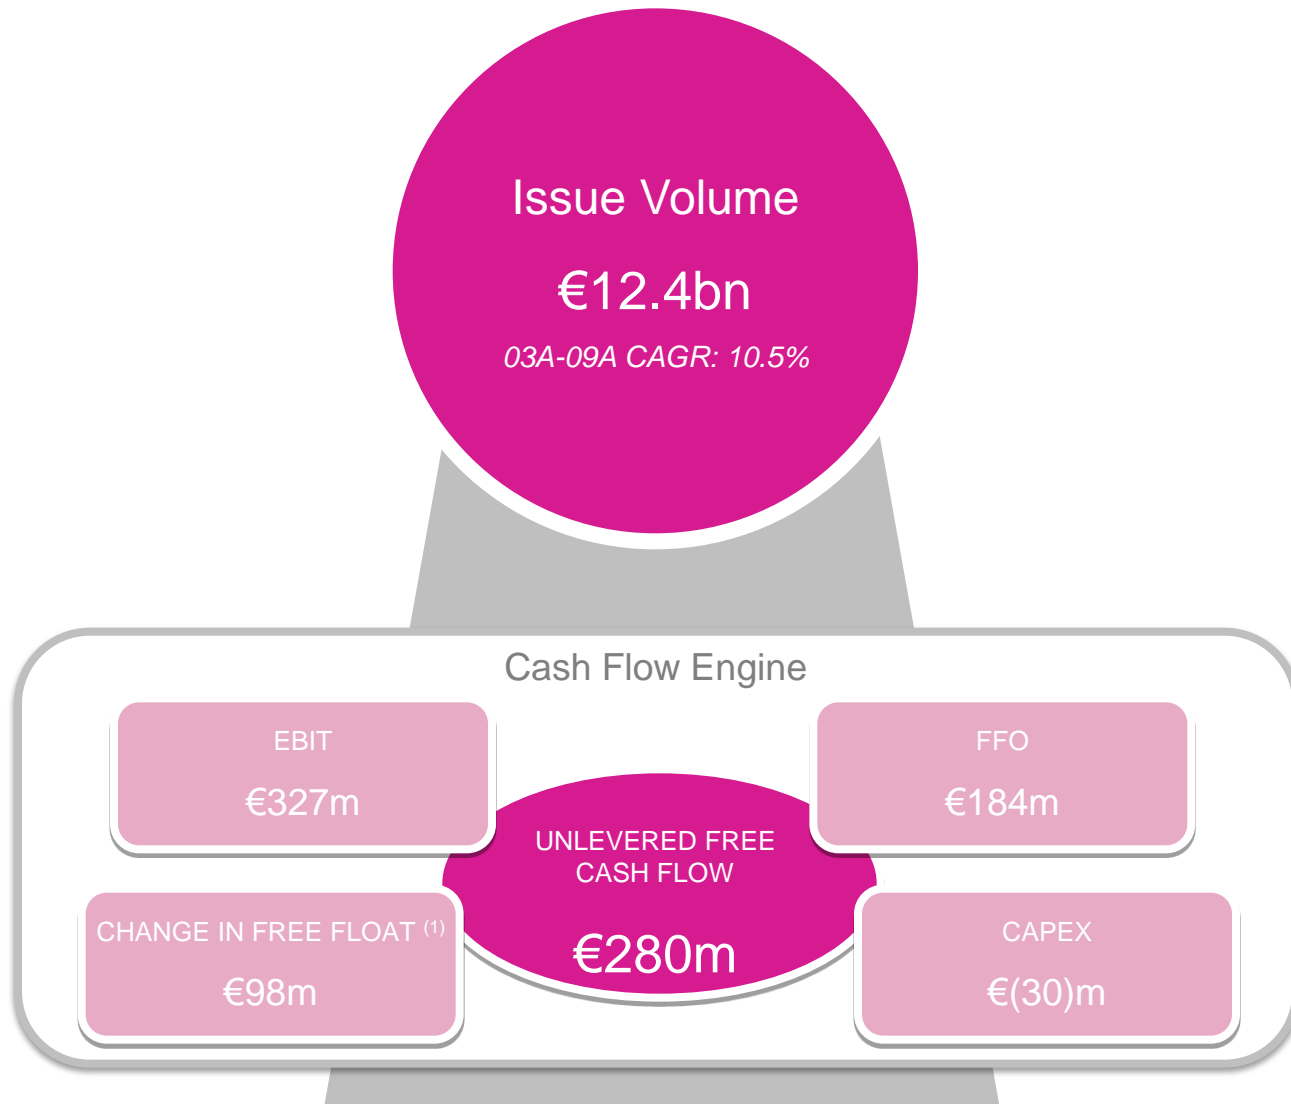 Issue Volume
€12.4bn
03A-09A CAGR: 10.5%
Cash Flow Engine
EBIT
€327m
FFO
€184m
UNLEVERED FREE
CASH FLOW
€280m
CHANGE IN FREE FLOAT (1)
€98m
CAPEX
€(30)m